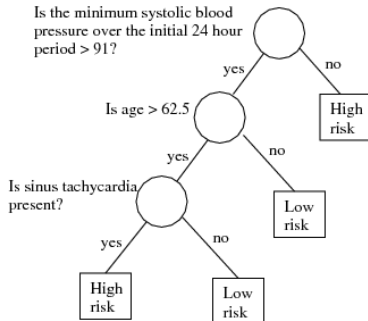 Is the minimum systolic blood
pressure over the initial 24 hour
period > 91?
yes
no
Is age > 62.5
High
risk
yes
no
Is sinus tachycardia
present?
Low
risk
yes
no
High
risk
Low
risk